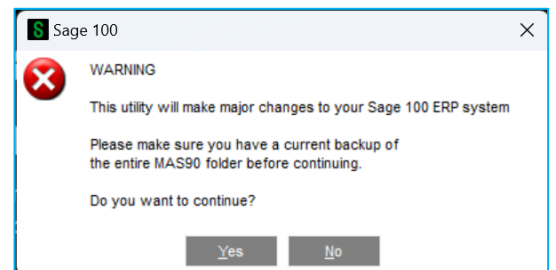 S Sage 100
WARNING
This utility will make major changes to your Sage 100 ERP system
Please make sure you have a current backup of
the entire MAS90 folder before continuing.
Do you want to continue?
Yes No